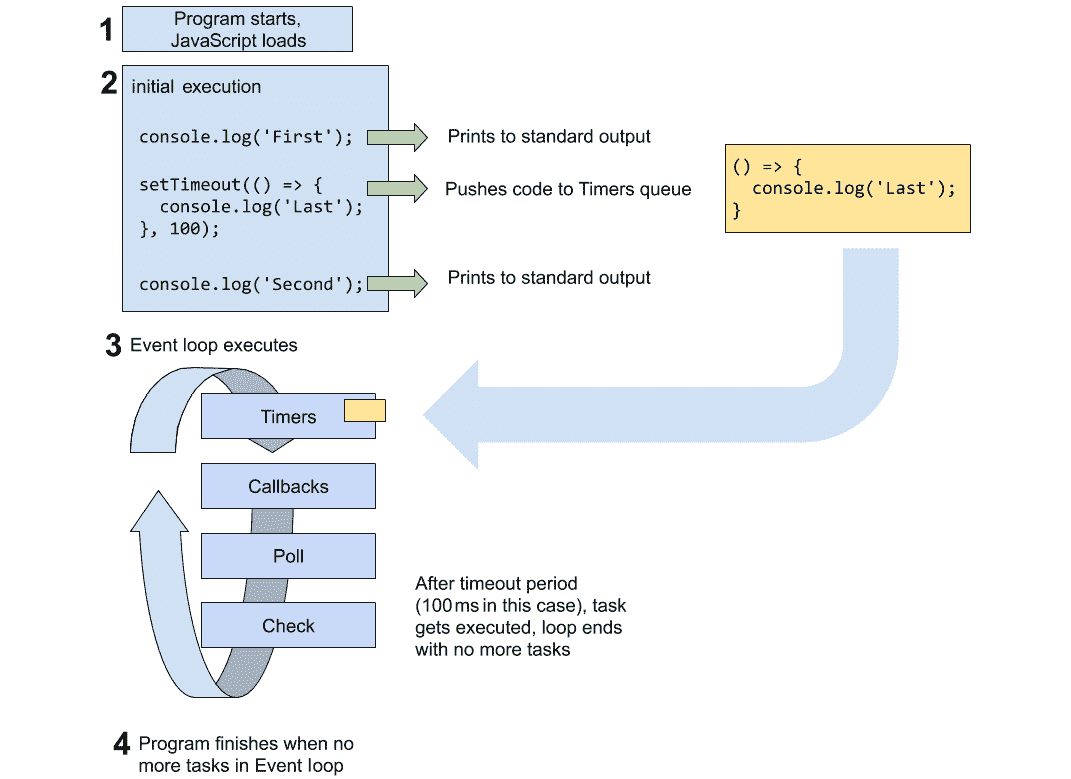 1
Program starts,
JavaScript loads
2
initial execution
console.log('First');
Prints to standard output
setTimeout(() => {
console.log('Last');
}, 100);
Pushes code to Timers queue
() => {
console.log('Last');
}
console.log('Second');
Prints to standard output
3 Event loop executes
Timers
Callbacks
Poll
Check
After timeout period
(100 ms in this case), task
gets executed, loop ends
with no more tasks
4 Program finishes when no
more tasks in Event loop